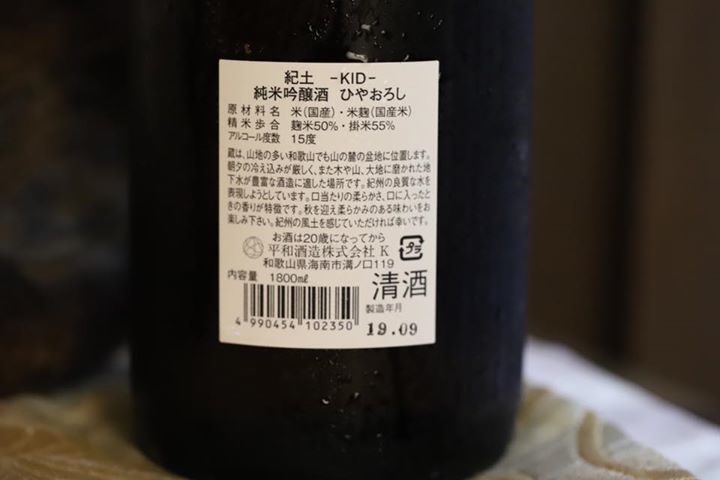 紀土 -KID-
純米吟醸酒 ひやおろし
原材料名 米(国産)・米麹(国産米)
精米歩合 麹米50%・掛米55%
アルコール度数 15度
蔵は、山地の多い和歌山でも山の麓の盆地に位置します。
朝夕の冷え込みが厳しく、また木や山、大地に磨かれた地
下水が豊富な酒造に適した場所です。紀州の良質な水を
表現しようとしています。口当たりの柔らかさ、口に入ったと
きの香りが特徴です。秋を迎え柔らかみのある味わいをお
楽しみ下さい。紀州の風土を感じていただければ幸いです。
お酒は20歳になってから
平和酒造株式会社 K
プラ
和歌山県海南市溝ノ口119
内容量 1800mℓ
清酒
製造年月
19.09
4 990454 102350